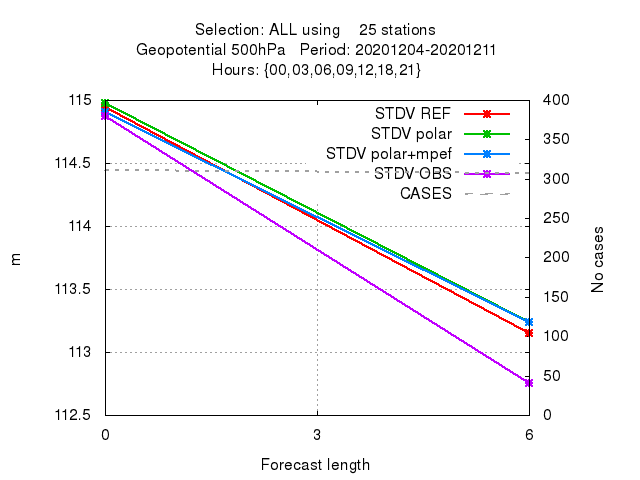 Selection: ALL using    25 stations
Geopotential 500hPa   Period: 20201204-20201211
Hours: {00,03,06,09,12,18,21}
115
114.5
114
113.5
113
112.5
m
400
350
300
250
200
150
100
50
0
No cases
STDV REF
STDV polar
STDV polar+mpef
STDV OBS
CASES
0
3
6
Forecast length